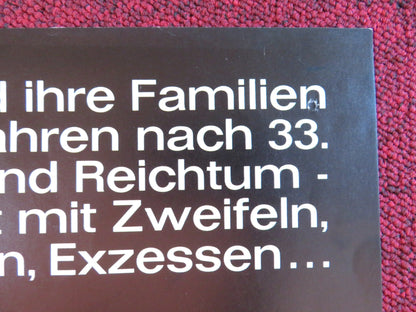 d ihre Familien
ahren nach 33.
nd Reichtum -
t mit Zweifeln,
n, Exzessen...